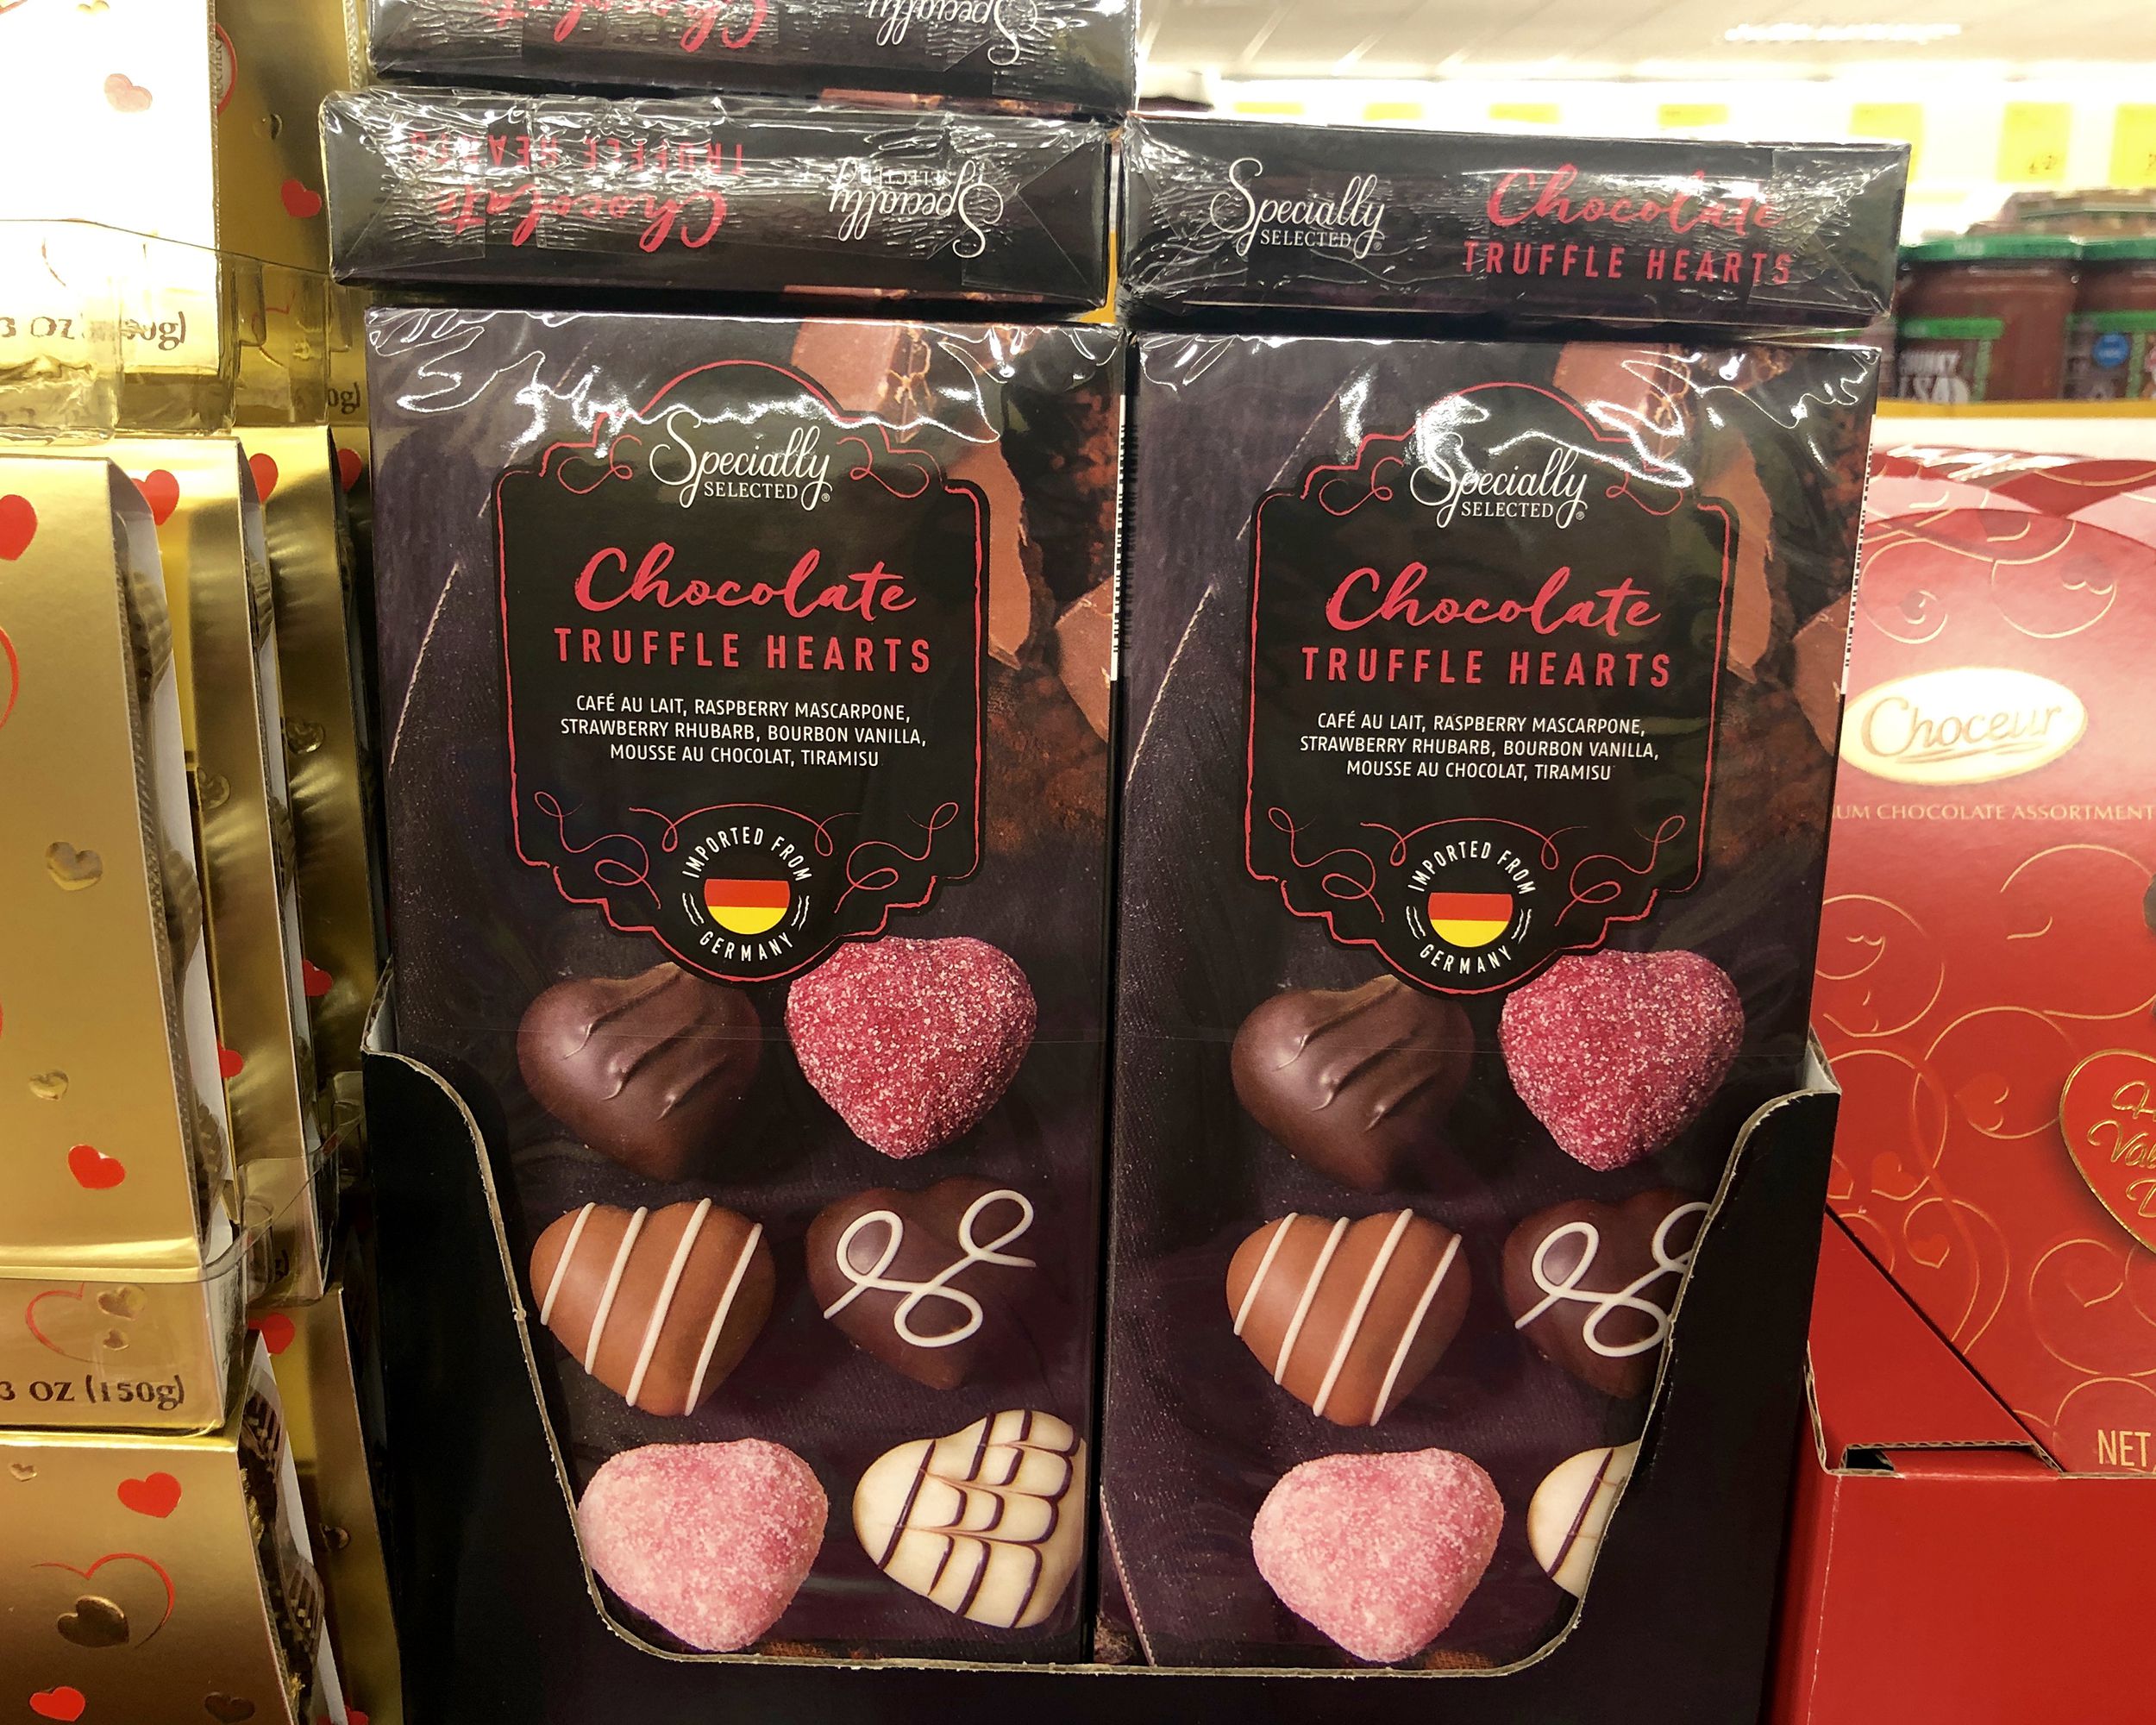 Chocolate
Specially
Chocolate
TRUFFLE HEARTS
Specially
SELECTED
Specially
SELECTED®
Chocolate
TRUFFLE HEARTS
Specially
SELECTED®
Chocolate
TRUFFLE HEARTS
CAFÉ AU LAIT, RASPBERRY MASCARPONE,
STRAWBERRY RHUBARB, BOURBON VANILLA,
MOUSSE AU CHOCOLAT, TIRAMISU
IMPORTED FROM
GERMANY
Specially
SELECTED®
Chocolate
TRUFFLE HEARTS
CAFÉ AU LAIT, RASPBERRY MASCARPONE,
STRAWBERRY RHUBARB, BOURBON VANILLA,
MOUSSE AU CHOCOLAT, TIRAMISU
IMPORTED FROM
GERMANY
Choceur
CHOCOLATE ASSORTMENT
NET
3 OZ (150g)